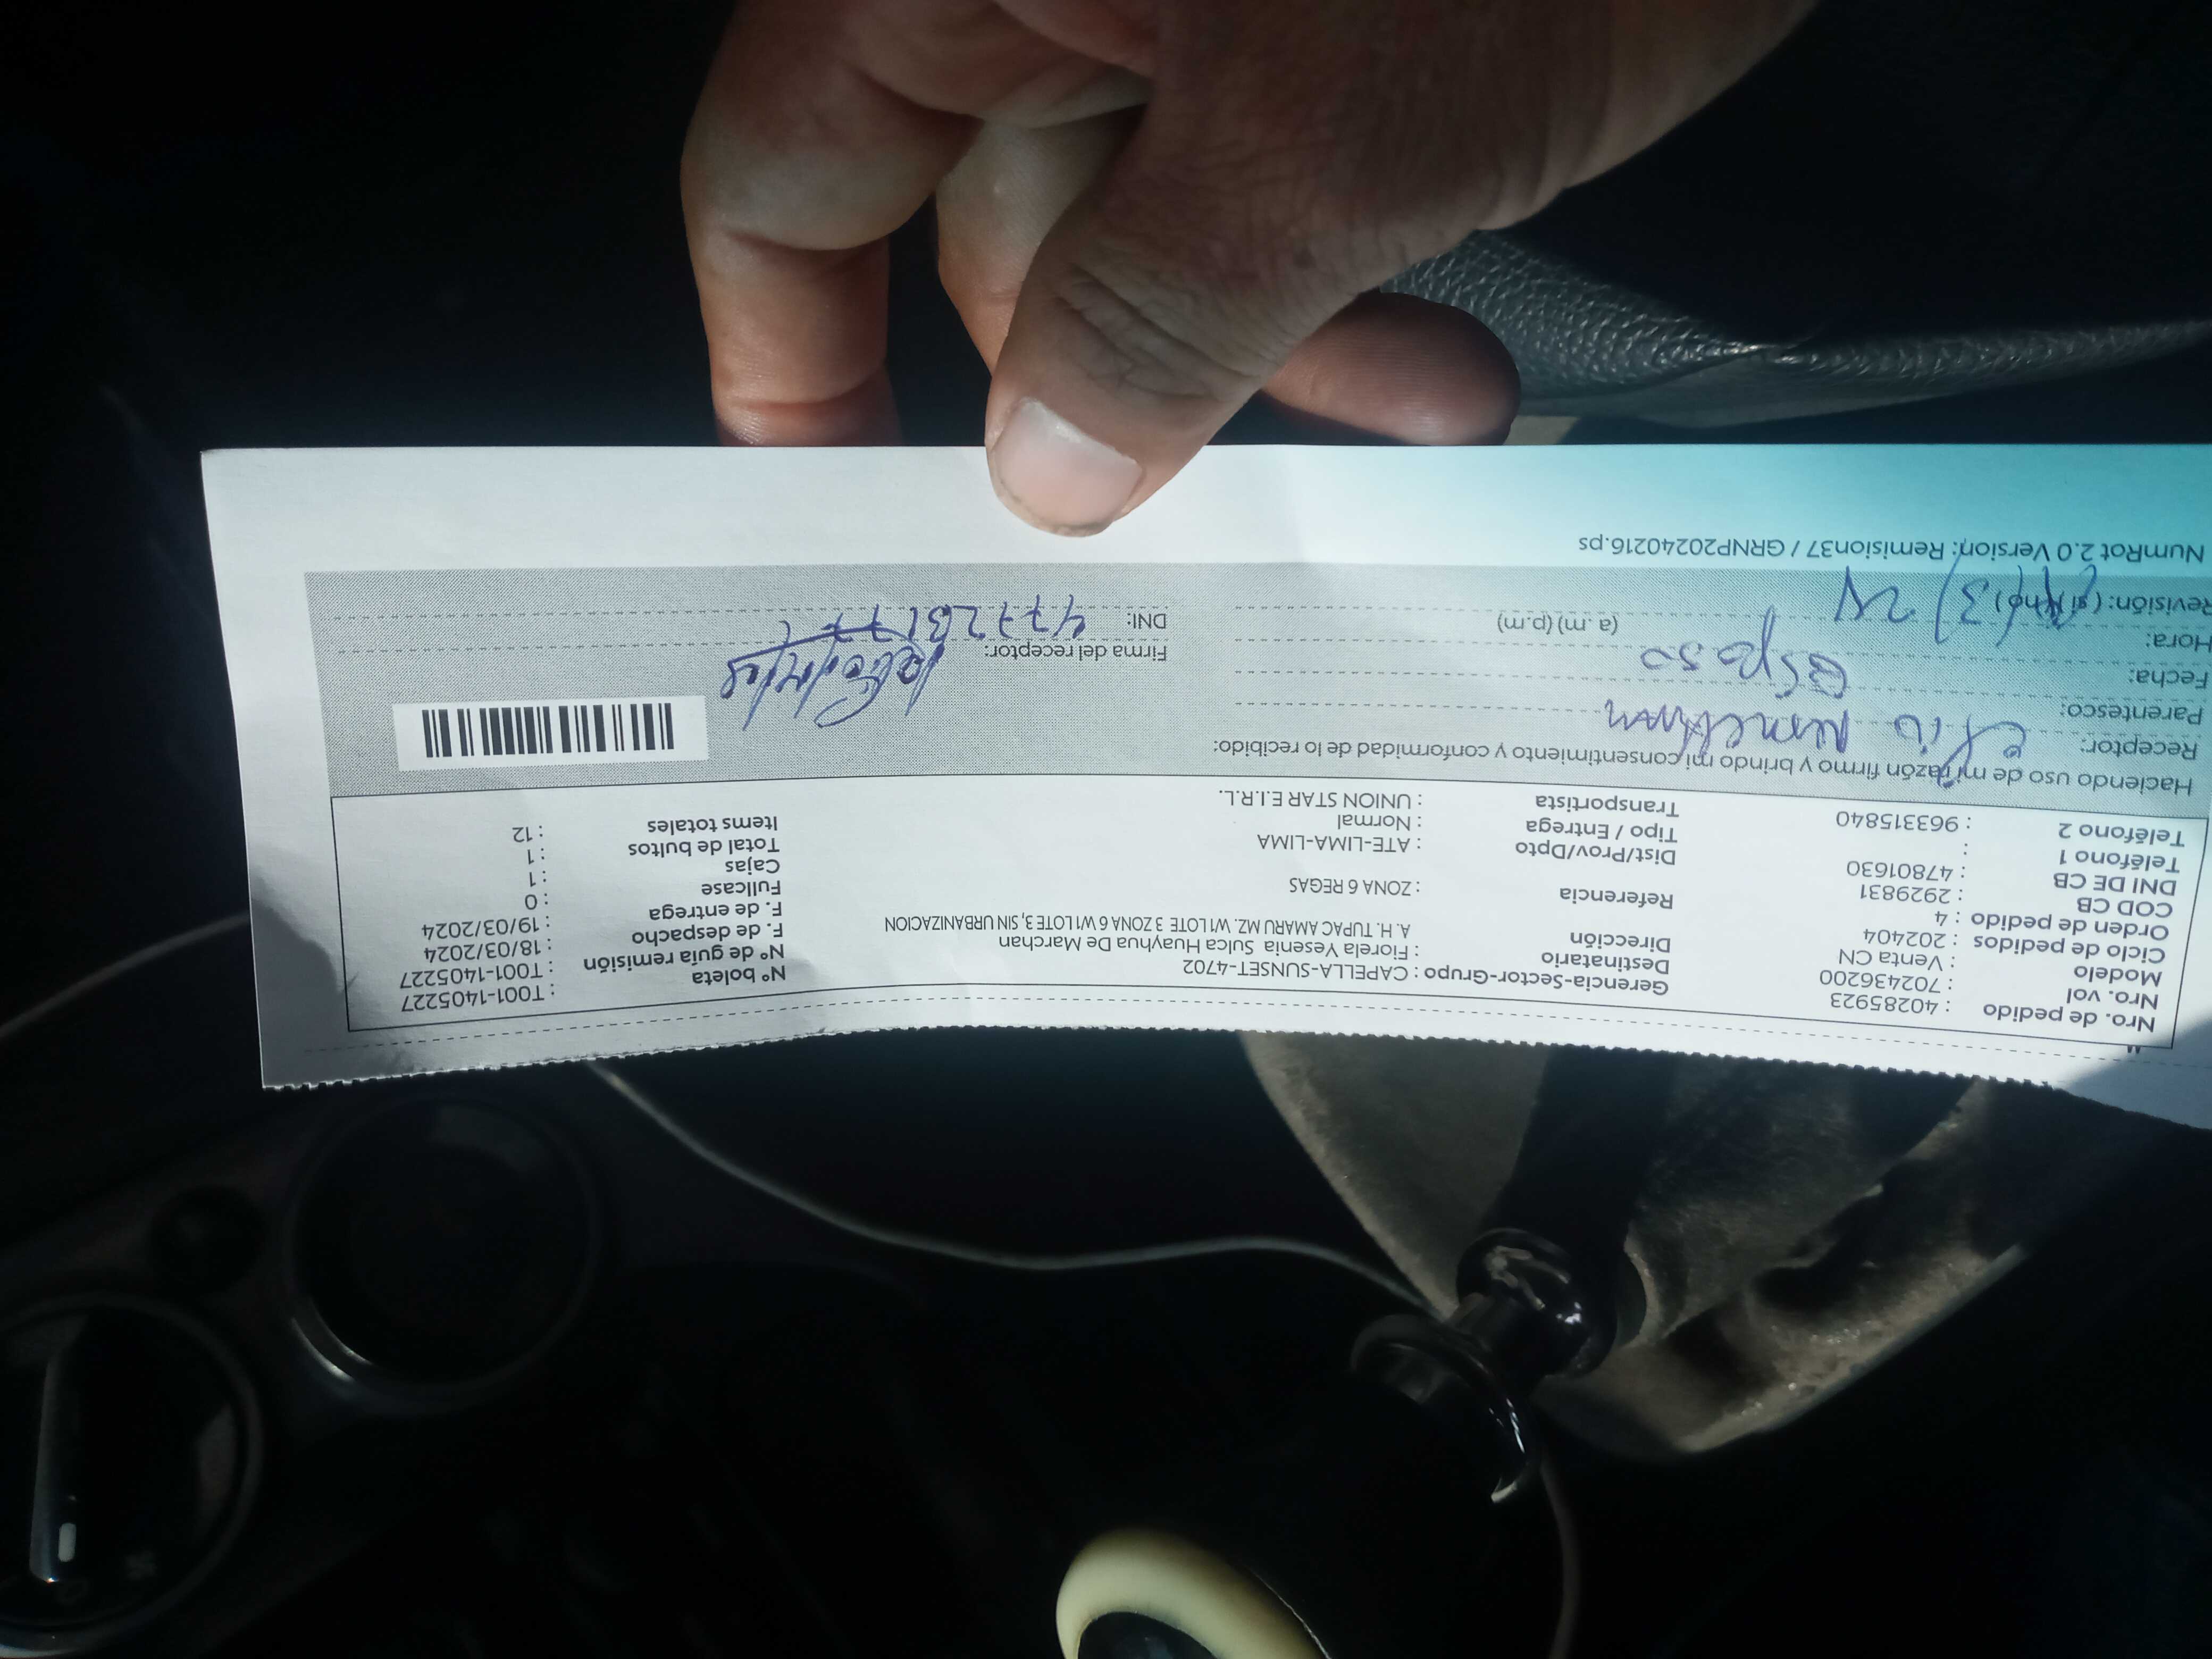 Nro. de pedido : 40285923
Nro. vol : 702436200
Modelo : Venta CN
Ciclo de pedidos : 202404
Orden de pedido : 4
COD CB : 2929831
DNI DE CB : 47801630
Teléfono 1 :
Teléfono 2 : 963315840
Gerencia-Sector-Grupo : CAPELLA-SUNSET-4702
Destinatario : Fiorela Yesenia Sulca Huayhua De Marchan
Dirección A. H. TUPAC AMARU MZ. W1 LOTE 3 ZONA 6 W1 LOTE 3, SIN URBANIZACION
Referencia : ZONA 6 REGAS
Dist/Prov/Dpto : ATE-LIMA-LIMA
Tipo / Entrega : Normal
Transportista : UNION STAR E.I.R.L.
Nº boleta : T001-1405227
Nº de guía remisión : T001-1405227
F. de despacho : 18/03/2024
F. de entrega : 19/03/2024
Fullcase : 0
Cajas : 1
Total de bultos : 1
Items totales : 12
Haciendo uso de mi razón firmo y brindo mi consentimiento y conformidad de lo recibido:
Receptor:
Parentesco: esposo
Fecha:
Hora: (a .m) (p.m)
Revisión: (si) (no)
Firma del receptor:
DNI:
NumRot 2.0 Version: Remision37 / GRNP20240216.ps